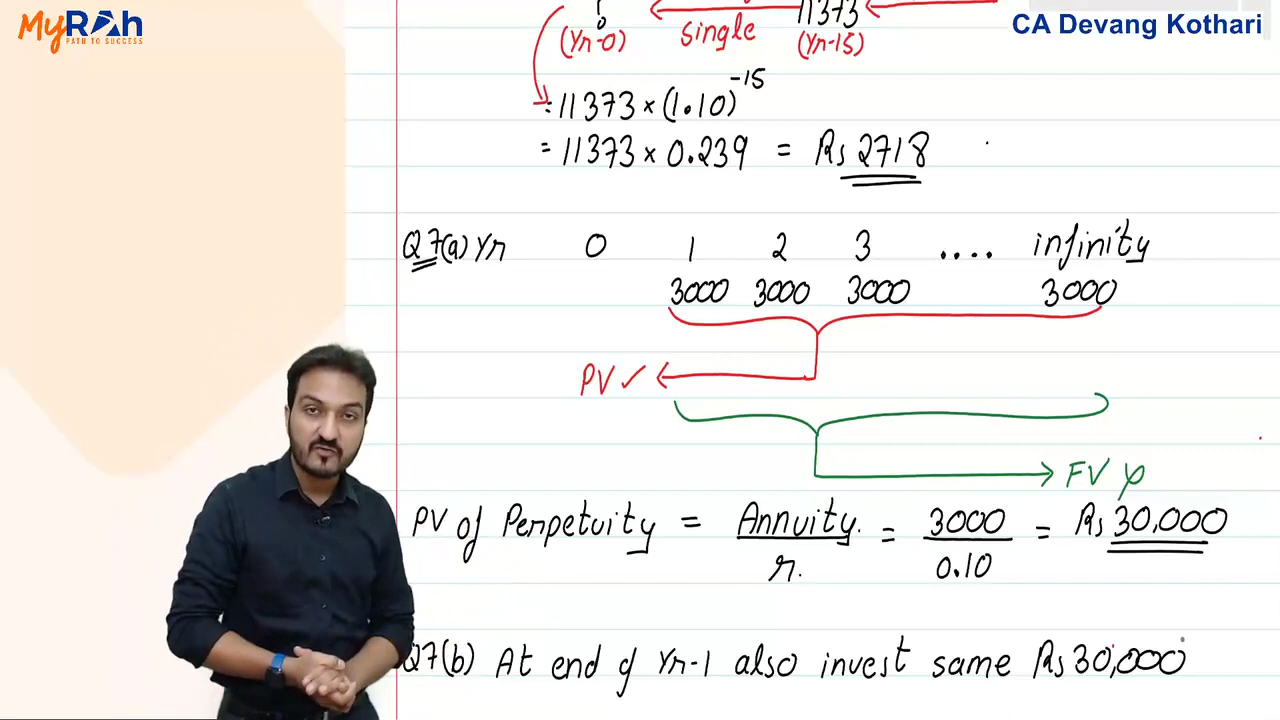 MyRah
PATH TO SUCCESS
CA Devang Kothari
11373
(Yr-0) single (Yr-15)
= 11373 × (1.10)^-15
= 11373 × 0.239 = Rs 2718
Q7(a) Yr 0 1 2 3 .... infinity
3000 3000 3000 3000
PV ✓
FV
PV of Perpetuity = Annuity / r. = 3000 / 0.10 = Rs 30,000
Q7(b) At end of Yr-1 also invest same Rs 30,000